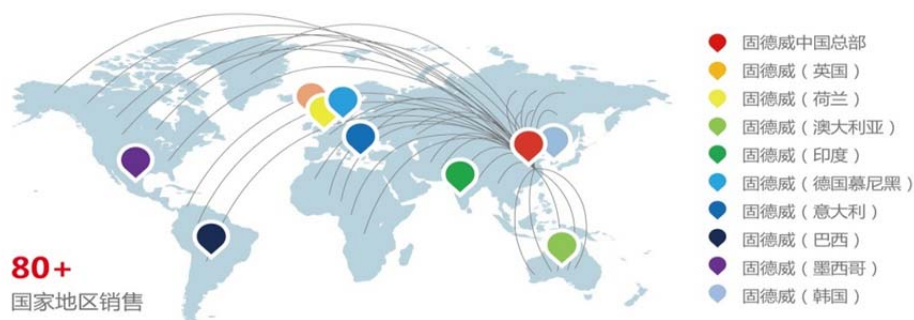 固德威中国总部
固德威（英国）
固德威（荷兰）
固德威（澳大利亚）
固德威（印度）
固德威（德国慕尼黑）
固德威（意大利）
固德威（巴西）
固德威（墨西哥）
固德威（韩国）
80+
国家地区销售